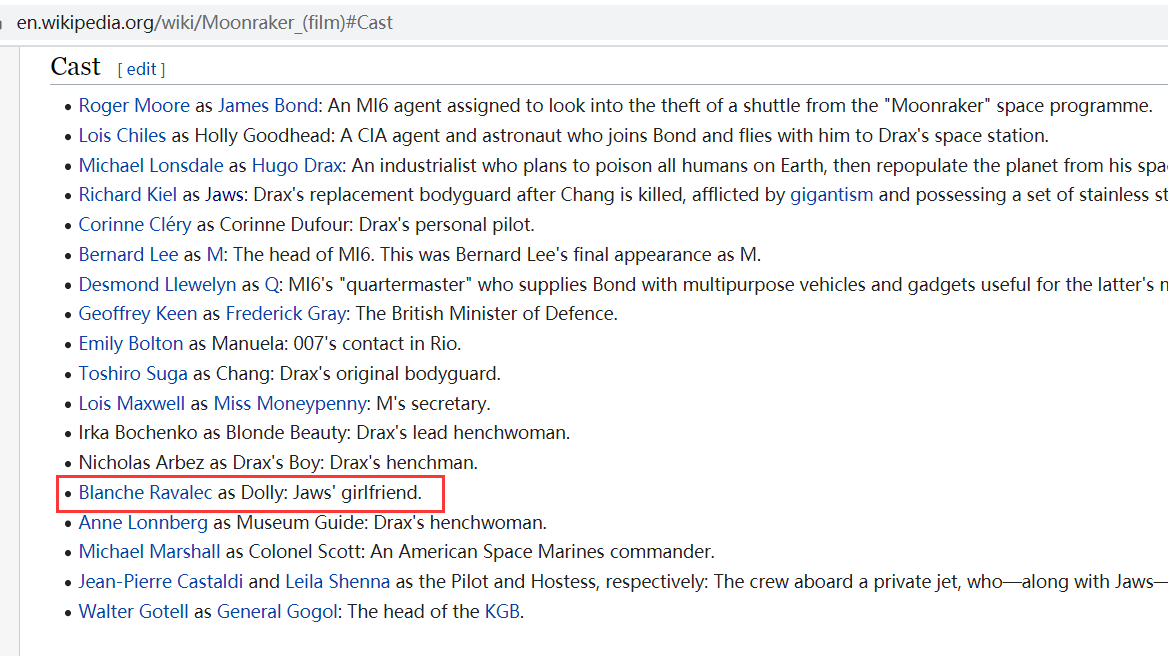 en.wikipedia.org/wiki/Moonraker_(film)#Cast
Cast [ edit ]
• Roger Moore as James Bond: An MI6 agent assigned to look into the theft of a shuttle from the "Moonraker" space programme.
• Lois Chiles as Holly Goodhead: A CIA agent and astronaut who joins Bond and flies with him to Drax's space station.
• Michael Lonsdale as Hugo Drax: An industrialist who plans to poison all humans on Earth, then repopulate the planet from his spa
• Richard Kiel as Jaws: Drax's replacement bodyguard after Chang is killed, afflicted by gigantism and possessing a set of stainless st
• Corinne Cléry as Corinne Dufour: Drax's personal pilot.
• Bernard Lee as M: The head of MI6. This was Bernard Lee's final appearance as M.
• Desmond Llewelyn as Q: MI6's "quartermaster" who supplies Bond with multipurpose vehicles and gadgets useful for the latter's m
• Geoffrey Keen as Frederick Gray: The British Minister of Defence.
• Emily Bolton as Manuela: 007's contact in Rio.
• Toshiro Suga as Chang: Drax's original bodyguard.
• Lois Maxwell as Miss Moneypenny: M's secretary.
• Irka Bochenko as Blonde Beauty: Drax's lead henchwoman.
• Nicholas Arbez as Drax's Boy: Drax's henchman.
• Blanche Ravalec as Dolly: Jaws' girlfriend.
• Anne Lonnberg as Museum Guide: Drax's henchwoman.
• Michael Marshall as Colonel Scott: An American Space Marines commander.
• Jean-Pierre Castaldi and Leila Shenna as the Pilot and Hostess, respectively: The crew aboard a private jet, who—along with Jaws—
• Walter Gotell as General Gogol: The head of the KGB.